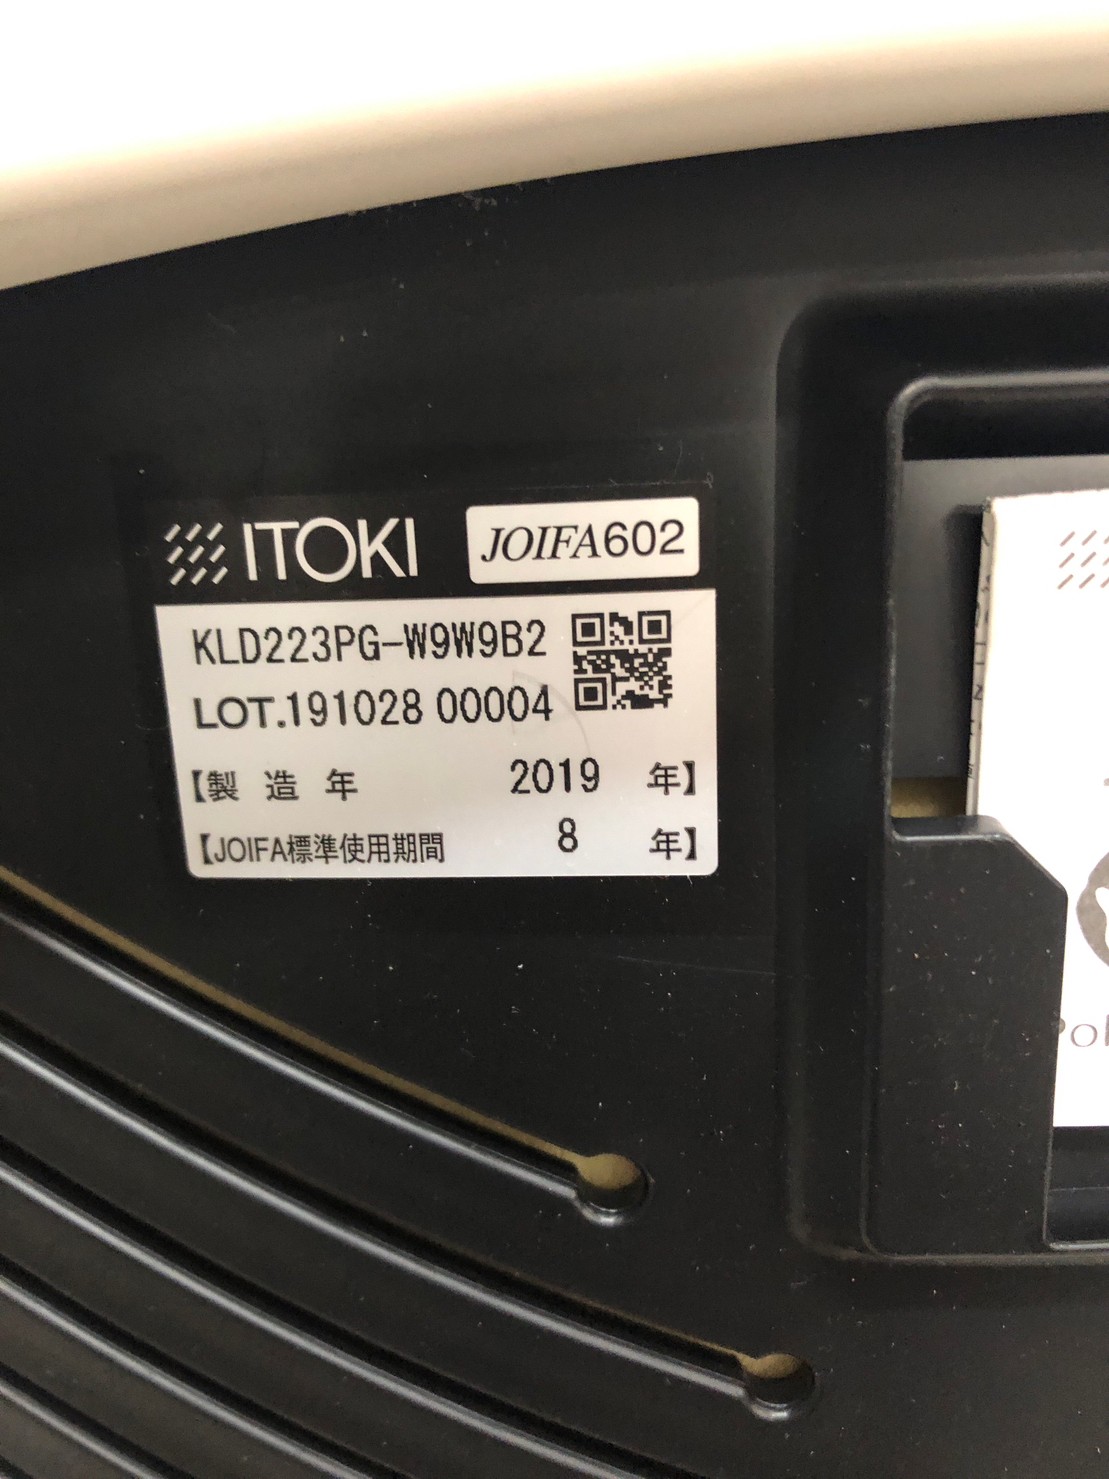 ITOKI JOIFA602
KLD223PG-W9W9B2
LOT.191028 00004
【製造年 2019 年】
【JOIFA標準使用期間 8 年】